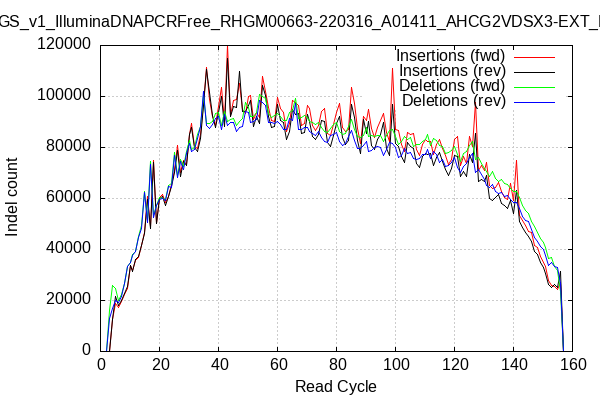 GS_v1_IlluminaDNAPCRFree_RHGM00663-220316_A01411_AHCG2VDSX3-EXT_
Insertions (fwd)
Insertions (rev)
Deletions (fwd)
Deletions (rev)
Indel count
120000
100000
80000
60000
40000
20000
0
0 20 40 60 80 100 120 140 160
Read Cycle